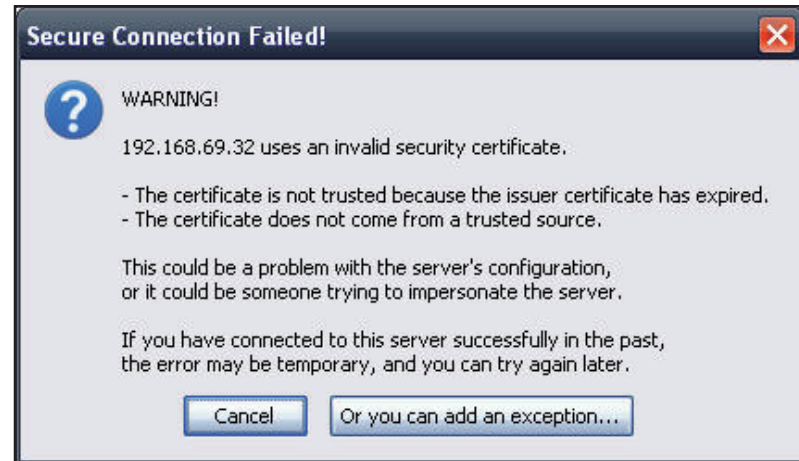 Secure Connection Failed!
WARNING!
192.168.69.32 uses an invalid security certificate.
- The certificate is not trusted because the issuer certificate has expired.
- The certificate does not come from a trusted source.
This could be a problem with the server's configuration,
or it could be someone trying to impersonate the server.
If you have connected to this server successfully in the past,
the error may be temporary, and you can try again later.
Cancel
Or you can add an exception...